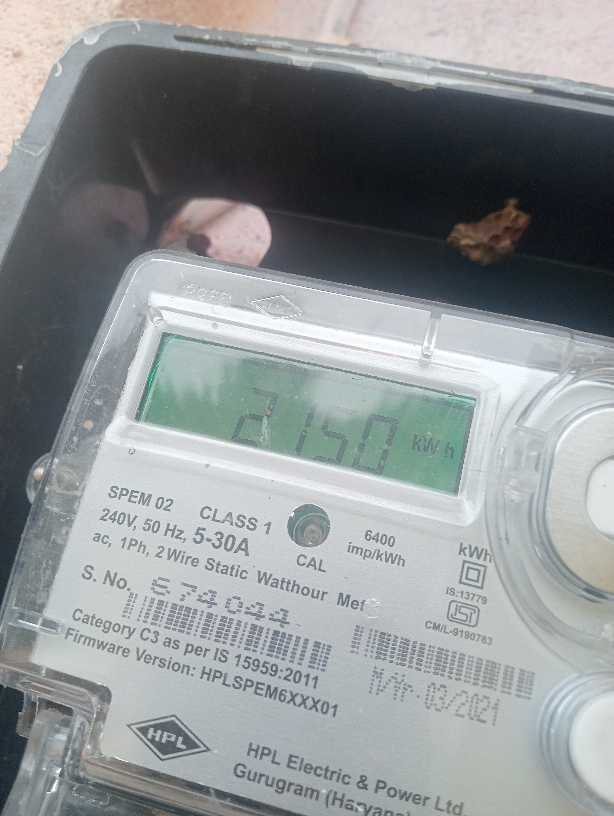 2150 kWh
SPEM 02 CLASS 1
240V, 50 Hz, 5-30A
ac, 1Ph, 2 Wire Static Watthour
CAL
6400
imp/kWh
kWh
IS:13779
CM/L-9190783
S. No. 674044
Category C3 as per IS 15959:2011
Firmware Version: HPLSPEM6XXX01
03/2021
HPL
HPL Electric & Power Ltd.
Gurugram (Haryana)